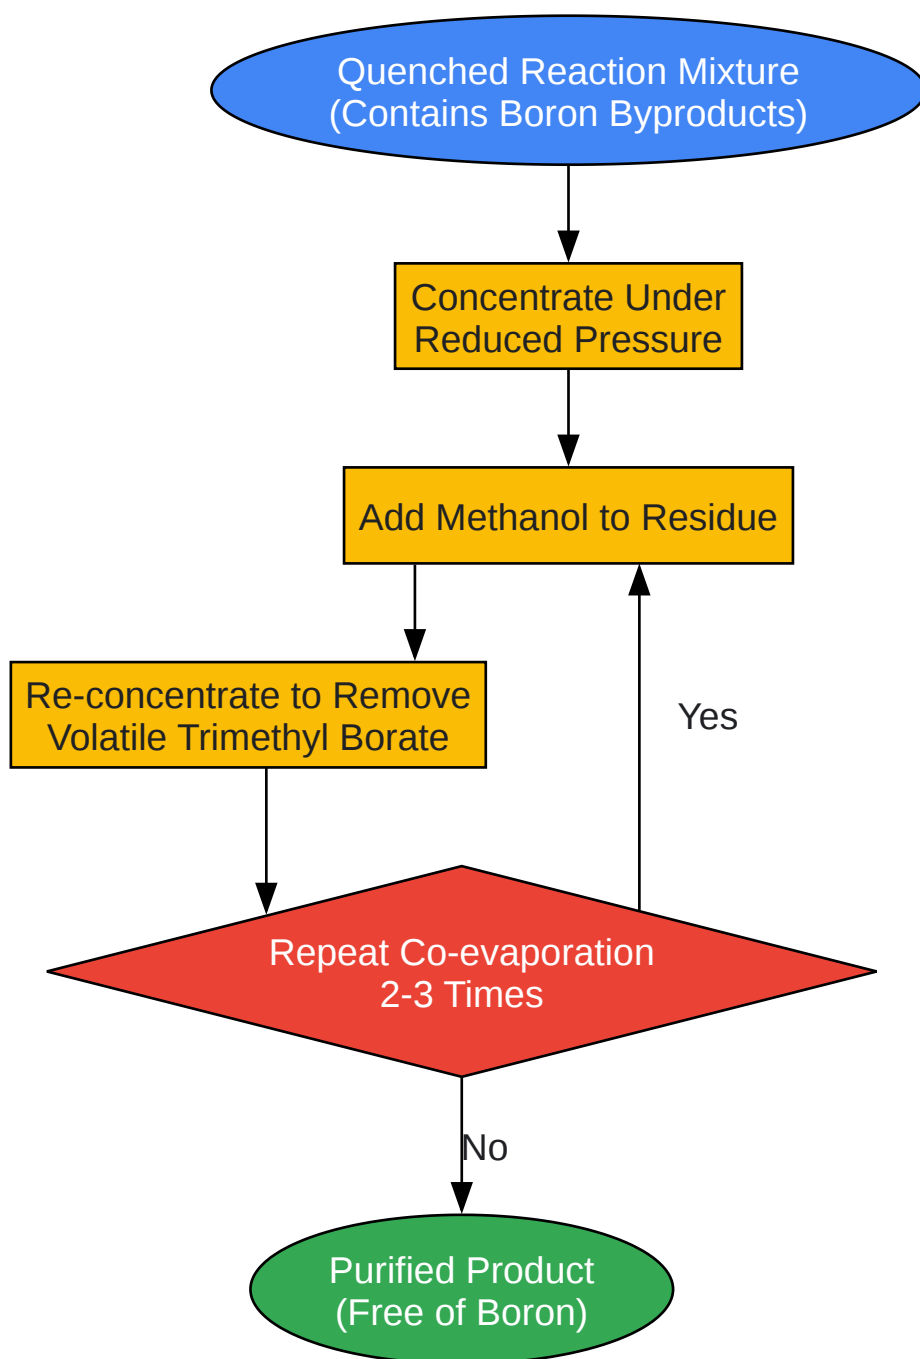 Quenched Reaction Mixture
(Contains Boron Byproducts)
Concentrate Under
Reduced Pressure
Add Methanol to Residue
Re-concentrate to Remove
Volatile Trimethyl Borate
Yes
Repeat Co-evaporation
2-3 Times
No
Purified Product
(Free of Boron)